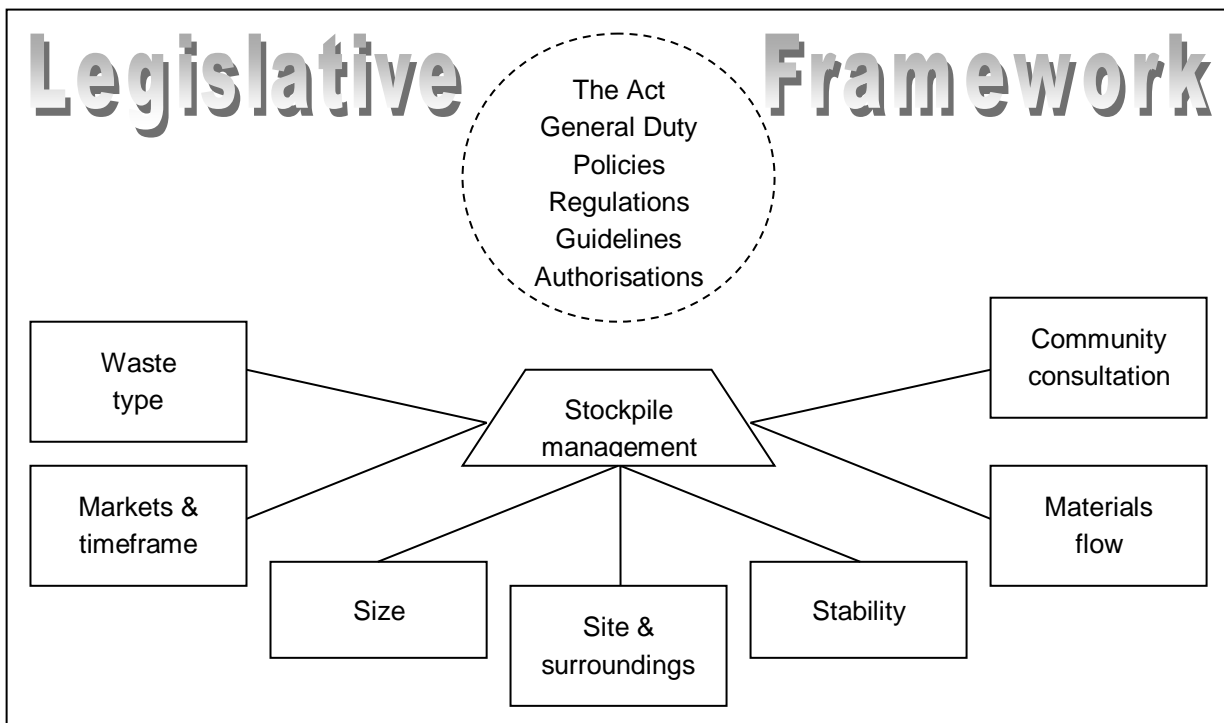 Legislative Framework
The Act
General Duty
Policies
Regulations
Guidelines
Authorisations
Waste
type
Community
consultation
Stockpile
management
Markets &
timeframe
Materials
flow
Size
Site &
surroundings
Stability